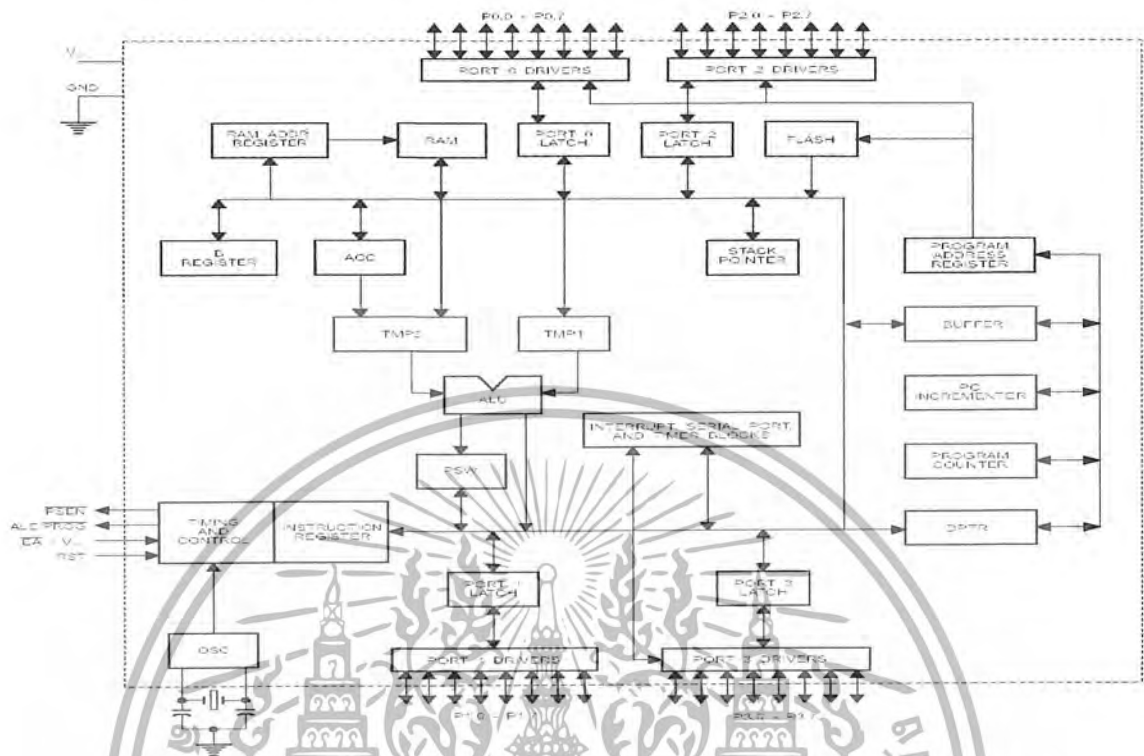 P0.0 - P0.7
P2.0 - P2.7
GND
PORT 0 DRIVERS
PORT 2 DRIVERS
RAM ADDR
REGISTER
RAM
PORT 0
LATCH
PORT 2
LATCH
FLASH
B
REGISTER
ACC
STACK
POINTER
PROGRAM
ADDRESS
REGISTER
TMP2
TMP1
BUFFER
ALU
PC
INCREMENTER
INTERRUPT, SERIAL PORT,
AND TIMER BLOCKS
PSW
PROGRAM
COUNTER
PSEN
ALE/PROG
RST
TIMING
AND
CONTROL
INSTRUCTION
REGISTER
DPTR
PORT 1
LATCH
PORT 3
LATCH
OSC
PORT 1 DRIVERS
PORT 3 DRIVERS